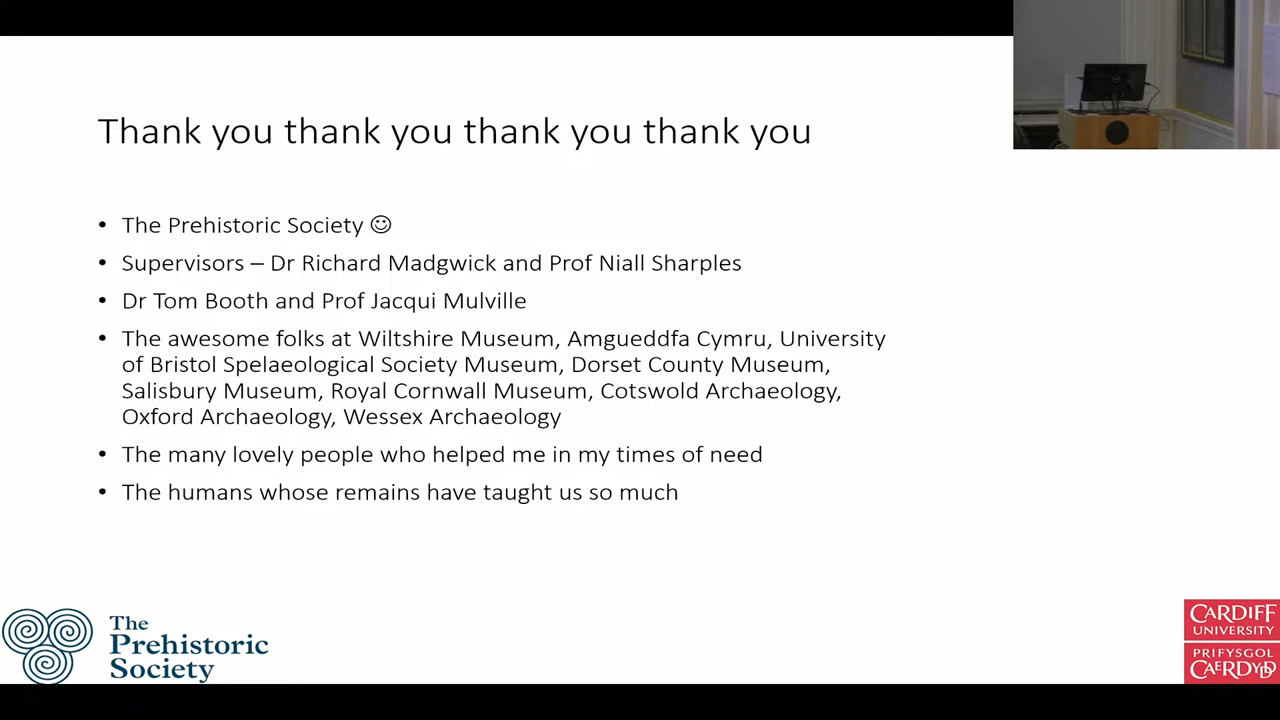 Thank you thank you thank you thank you
• The Prehistoric Society ☺
• Supervisors – Dr Richard Madgwick and Prof Niall Sharples
• Dr Tom Booth and Prof Jacqui Mulville
• The awesome folks at Wiltshire Museum, Amgueddfa Cymru, University
of Bristol Spelaeological Society Museum, Dorset County Museum,
Salisbury Museum, Royal Cornwall Museum, Cotswold Archaeology,
Oxford Archaeology, Wessex Archaeology
• The many lovely people who helped me in my times of need
• The humans whose remains have taught us so much
The
Prehistoric
Society
CARDIFF
UNIVERSITY
PRIFYSGOL
CAERDYDD